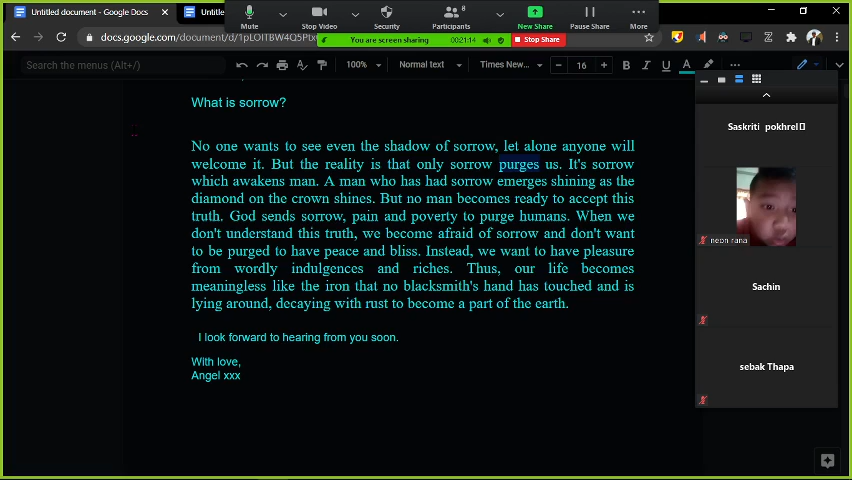 Untitled document - Google Docs
Untitled
Mute
Stop Video
Security
Participants
8
New Share
Pause Share
More
You are screen sharing
00:21:14
Stop Share
docs.google.com/document/d/1pLOITBW4Q5P
Search the menus (Alt+/)
100%
Normal text
Times New...
16
B
I
U
A
What is sorrow?
No one wants to see even the shadow of sorrow, let alone anyone will
welcome it. But the reality is that only sorrow purges us. It's sorrow
which awakens man. A man who has had sorrow emerges shining as the
diamond on the crown shines. But no man becomes ready to accept this
truth. God sends sorrow, pain and poverty to purge humans. When we
don't understand this truth, we become afraid of sorrow and don't want
to be purged to have peace and bliss. Instead, we want to have pleasure
from wordly indulgences and riches. Thus, our life becomes
meaningless like the iron that no blacksmith's hand has touched and is
lying around, decaying with rust to become a part of the earth.
I look forward to hearing from you soon.
With love,
Angel xxx
Saskriti pokhrel
neon rana
Sachin
sebak Thapa